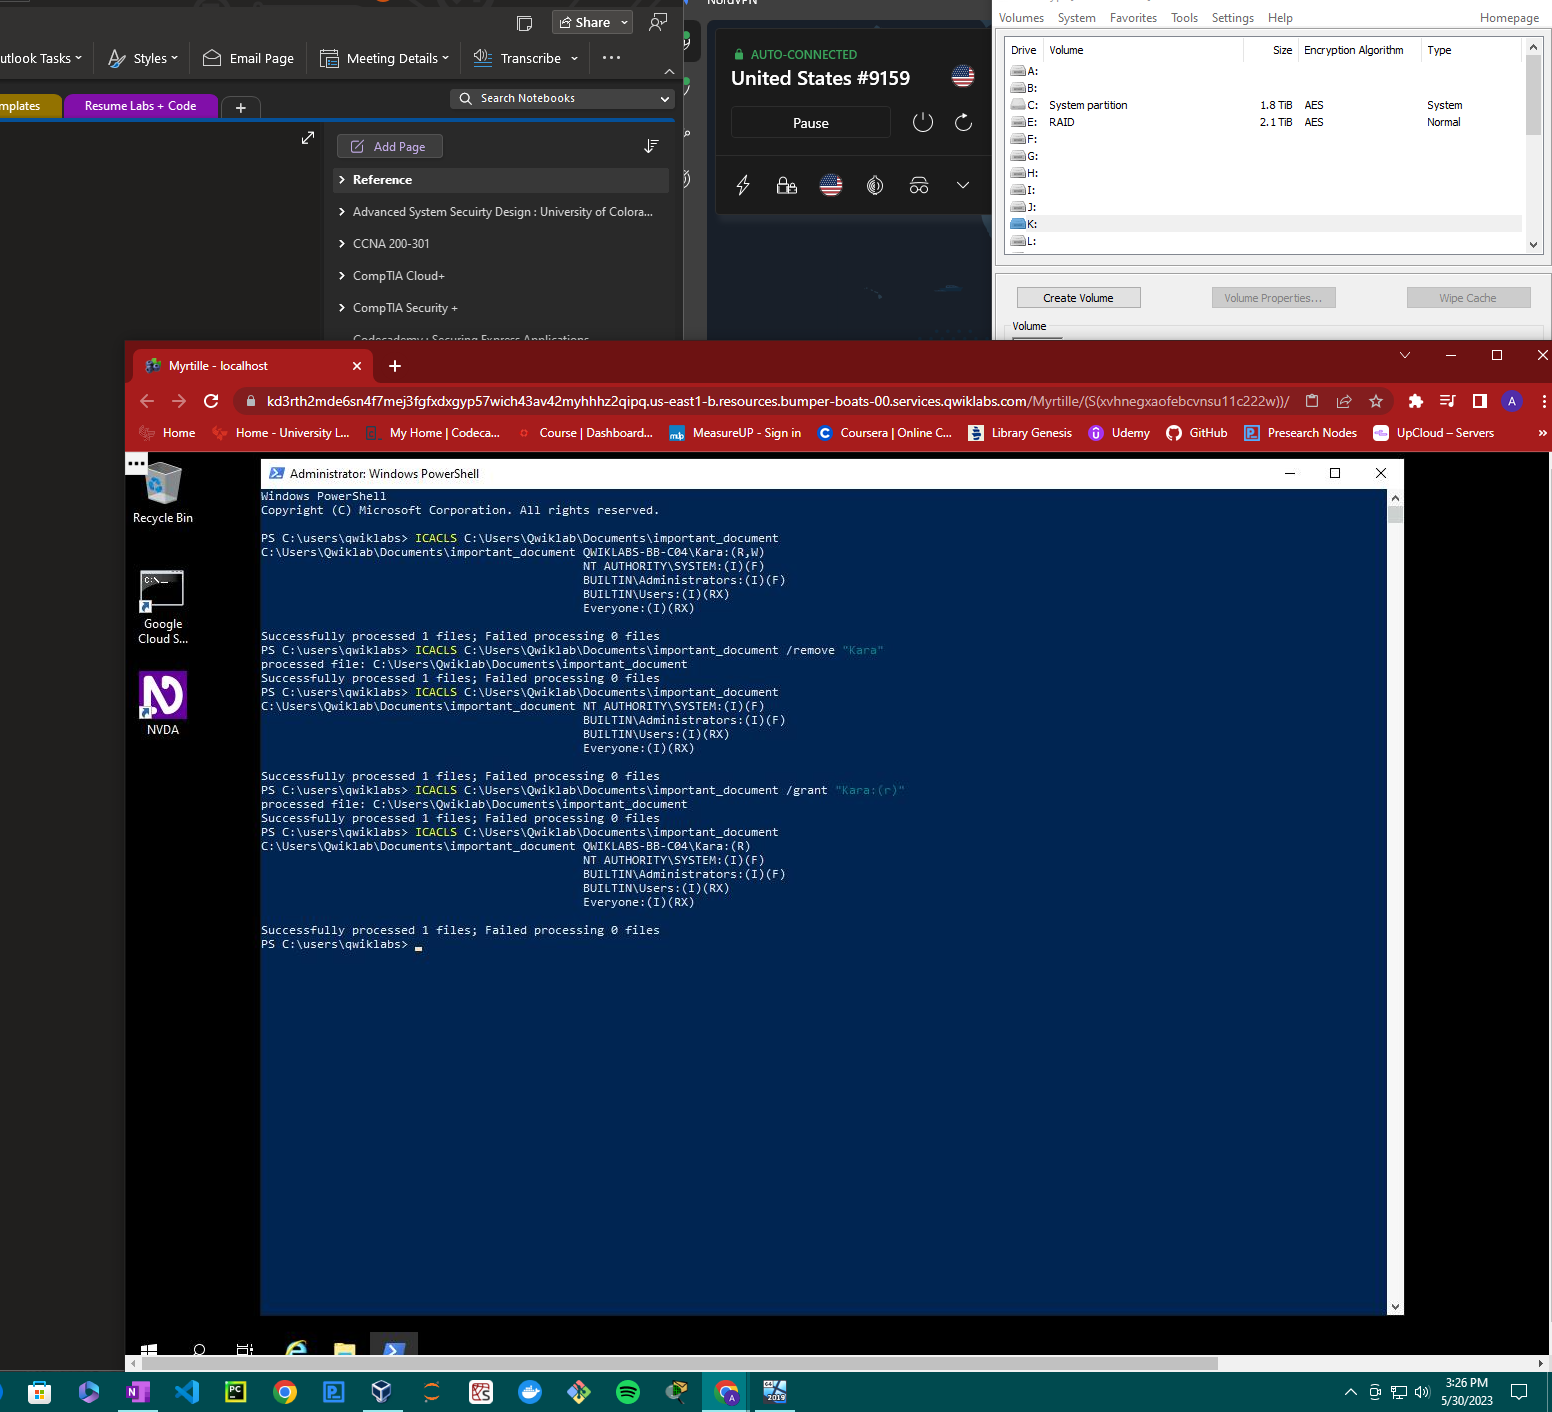 Share
utlook Tasks
Styles
Email Page
Meeting Details
Transcribe
mplates
Resume Labs + Code
Search Notebooks
Add Page
Reference
Advanced System Secuirty Design : University of Colora...
CCNA 200-301
CompTIA Cloud+
CompTIA Security +
NordVPN
AUTO-CONNECTED
United States #9159
Pause
Volumes System Favorites Tools Settings Help Homepage
Drive Volume Size Encryption Algorithm Type
A:
B:
C: System partition 1.8 TiB AES System
E: RAID 2.1 TiB AES Normal
F:
G:
H:
I:
J:
K:
L:
Create Volume Volume Properties... Wipe Cache
Volume
Myrtille - localhost
kd3rth2mde6sn4f7mej3fgfxdxgyp57wich43av42myhhhz2qipq.us-east1-b.resources.bumper-boats-00.services.qwiklabs.com/Myrtille/(S(xvhnegxaofebcvnsu11c222w))/
A
Home Home - University L... My Home | Codeca... Course | Dashboard... MeasureUP - Sign in Coursera | Online C... Library Genesis Udemy GitHub Presearch Nodes UpCloud – Servers »
Recycle Bin
Google
Cloud S...
NVDA
Administrator: Windows PowerShell
Windows PowerShell
Copyright (C) Microsoft Corporation. All rights reserved.
PS C:\users\qwiklabs> ICACLS C:\Users\Qwiklab\Documents\important_document
C:\Users\Qwiklab\Documents\important_document QWIKLABS-BB-C04\Kara:(R,W)
NT AUTHORITY\SYSTEM:(I)(F)
BUILTIN\Administrators:(I)(F)
BUILTIN\Users:(I)(RX)
Everyone:(I)(RX)
Successfully processed 1 files; Failed processing 0 files
PS C:\users\qwiklabs> ICACLS C:\Users\Qwiklab\Documents\important_document /remove "Kara"
processed file: C:\Users\Qwiklab\Documents\important_document
Successfully processed 1 files; Failed processing 0 files
PS C:\users\qwiklabs> ICACLS C:\Users\Qwiklab\Documents\important_document
C:\Users\Qwiklab\Documents\important_document NT AUTHORITY\SYSTEM:(I)(F)
BUILTIN\Administrators:(I)(F)
BUILTIN\Users:(I)(RX)
Everyone:(I)(RX)
Successfully processed 1 files; Failed processing 0 files
PS C:\users\qwiklabs> ICACLS C:\Users\Qwiklab\Documents\important_document /grant "Kara:(r)"
processed file: C:\Users\Qwiklab\Documents\important_document
Successfully processed 1 files; Failed processing 0 files
PS C:\users\qwiklabs> ICACLS C:\Users\Qwiklab\Documents\important_document
C:\Users\Qwiklab\Documents\important_document QWIKLABS-BB-C04\Kara:(R)
NT AUTHORITY\SYSTEM:(I)(F)
BUILTIN\Administrators:(I)(F)
BUILTIN\Users:(I)(RX)
Everyone:(I)(RX)
Successfully processed 1 files; Failed processing 0 files
PS C:\users\qwiklabs>
3:26 PM
5/30/2023